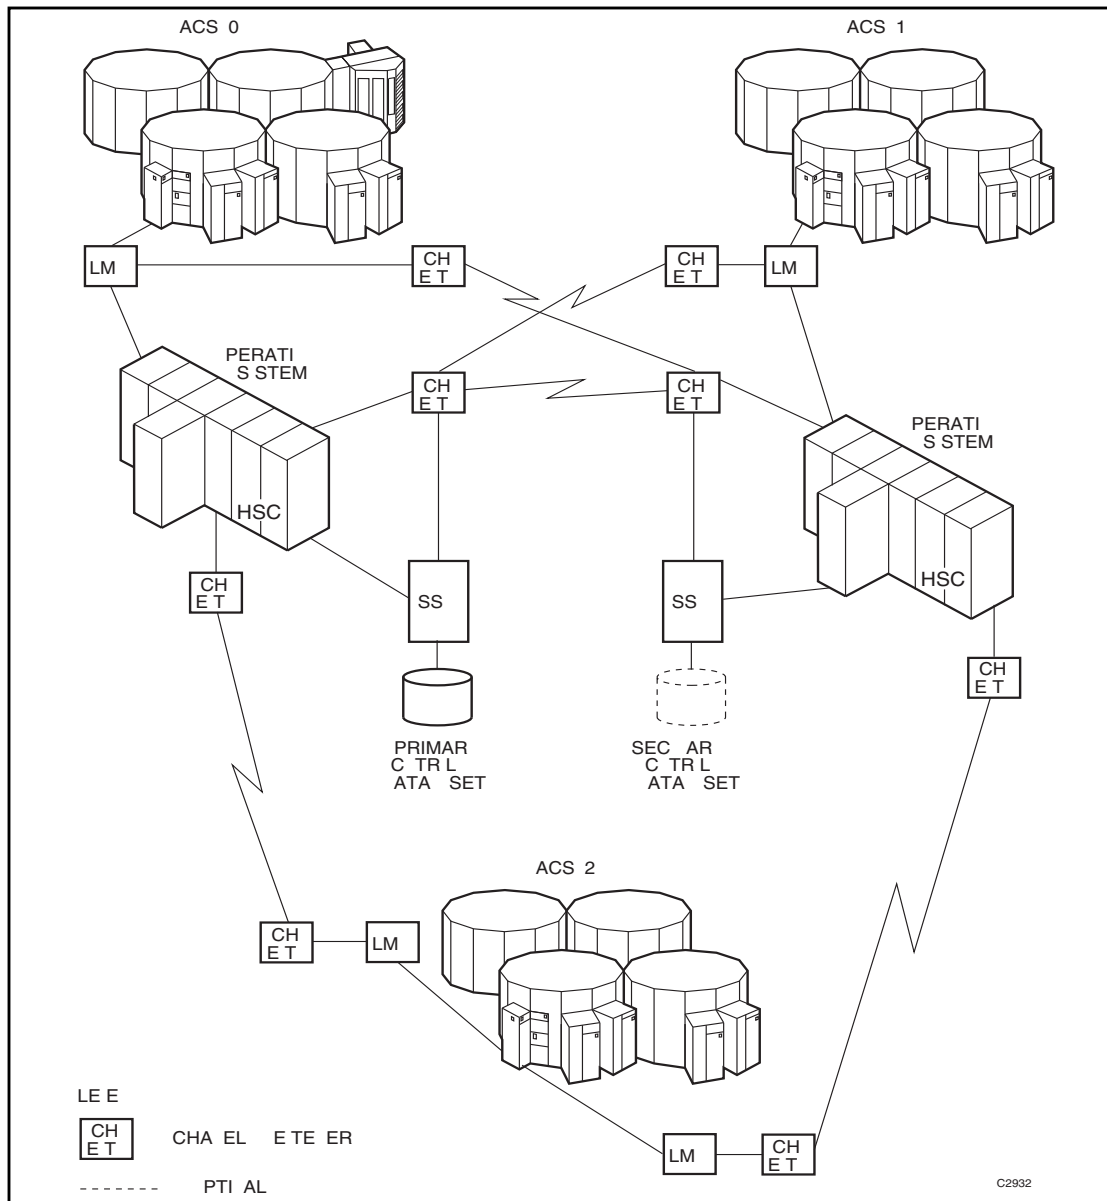 ACS 0
ACS 1
LM
CH
E T
CH
E T
LM
PERATI
S STEM
CH
E T
CH
E T
PERATI
S STEM
HSC
HSC
CH
E T
SS
SS
CH
E T
PRIMAR
C TR L
ATA SET
SEC AR
C TR L
ATA SET
ACS 2
CH
E T
LM
LE E
CH
E T
CHA EL E TE ER
LM
CH
E T
PTI AL
C2932